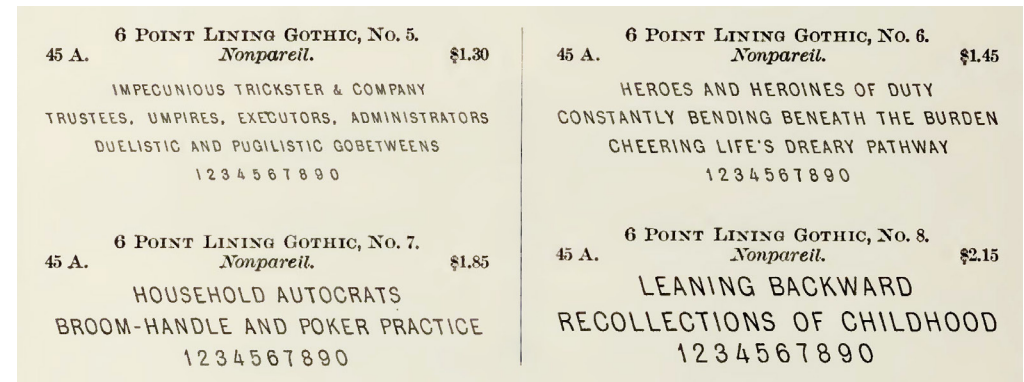 6 Point Lining Gothic, No. 5.
45 A. Nonpareil. $1.30
IMPECUNIOUS TRICKSTER & COMPANY
TRUSTEES, UMPIRES, EXECUTORS, ADMINISTRATORS
DUELISTIC AND PUGILISTIC GOBETWEENS
1234567890
6 Point Lining Gothic, No. 6.
45 A. Nonpareil. $1.45
HEROES AND HEROINES OF DUTY
CONSTANTLY BENDING BENEATH THE BURDEN
CHEERING LIFE'S DREARY PATHWAY
1234567890
6 Point Lining Gothic, No. 7.
45 A. Nonpareil. $1.85
HOUSEHOLD AUTOCRATS
BROOM-HANDLE AND POKER PRACTICE
1234567890
6 Point Lining Gothic, No. 8.
45 A. Nonpareil. $2.15
LEANING BACKWARD
RECOLLECTIONS OF CHILDHOOD
1234567890